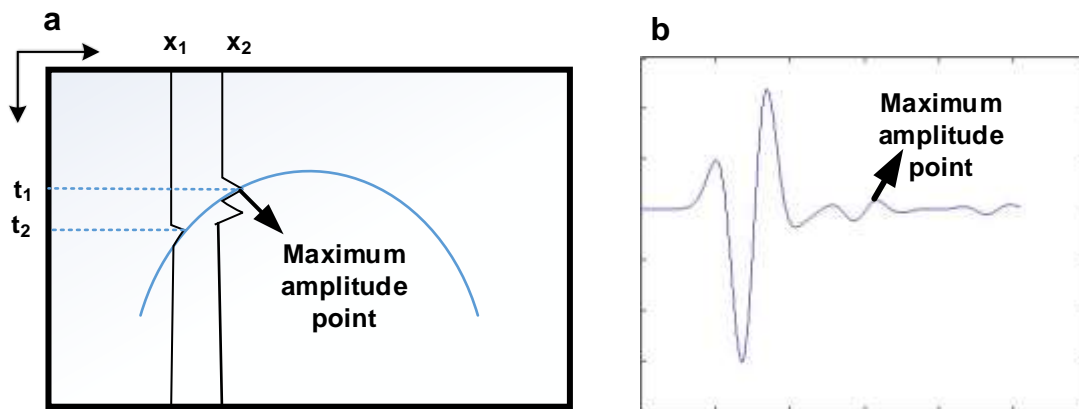 a
x₁
x₂
t₁
t₂
Maximum
amplitude
point
b
Maximum
amplitude
point